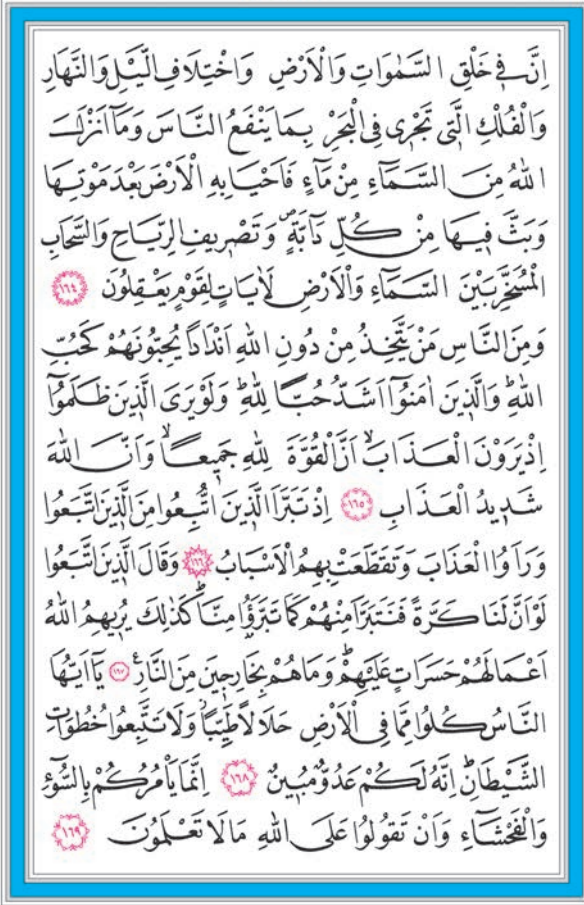 اِنَّ فٖي خَلْقِ السَّمٰوَاتِ وَالْاَرْضِ وَاخْتِلَافِ الَّيْلِ وَالنَّهَارِ
وَالْفُلْكِ الَّتٖي تَجْرٖي فِي الْبَحْرِ بِمَا يَنْفَعُ النَّاسَ وَمَٓا اَنْزَلَ
اللّٰهُ مِنَ السَّمَٓاءِ مِنْ مَٓاءٍ فَاَحْيَا بِهِ الْاَرْضَ بَعْدَ مَوْتِهَا
وَبَثَّ فٖيهَا مِنْ كُلِّ دَٓابَّةٍ وَتَصْرٖيفِ الرِّيَاحِ وَالسَّحَابِ
الْمُسَخَّرِ بَيْنَ السَّمَٓاءِ وَالْاَرْضِ لَاٰيَاتٍ لِقَوْمٍ يَعْقِلُونَ ١٦٤
وَمِنَ النَّاسِ مَنْ يَتَّخِذُ مِنْ دُونِ اللّٰهِ اَنْدَادًا يُحِبُّونَهُمْ كَحُبِّ
اللّٰهِؕ وَالَّذٖينَ اٰمَنُٓوا اَشَدُّ حُبًّا لِلّٰهِؕ وَلَوْ يَرَى الَّذٖينَ ظَلَمُٓوا
اِذْ يَرَوْنَ الْعَذَابَۙ اَنَّ الْقُوَّةَ لِلّٰهِ جَمٖيعًاۙ وَاَنَّ اللّٰهَ
شَدٖيدُ الْعَذَابِ ١٦٥ اِذْ تَبَرَّاَ الَّذٖينَ اتُّبِعُوا مِنَ الَّذٖينَ اتَّبَعُوا
وَرَاَوُا الْعَذَابَ وَتَقَطَّعَتْ بِهِمُ الْاَسْبَابُ ١٦٦ وَقَالَ الَّذٖينَ اتَّبَعُوا
لَوْ اَنَّ لَنَا كَرَّةً فَنَتَبَرَّاَ مِنْهُمْ كَمَا تَبَرَّؤُ۫ا مِنَّاؕ كَذٰلِكَ يُرٖيهِمُ اللّٰهُ
اَعْمَالَهُمْ حَسَرَاتٍ عَلَيْهِمْؕ وَمَا هُمْ بِخَارِجٖينَ مِنَ النَّارِ ١٦٧ يَٓا اَيُّهَا
النَّاسُ كُلُوا مِمَّا فِي الْاَرْضِ حَلَالًا طَيِّبًا وَلَا تَتَّبِعُوا خُطُوَاتِ
الشَّيْطَانِؕ اِنَّهُ لَكُمْ عَدُوٌّ مُبٖينٌ ١٦٨ اِنَّمَا يَأْمُرُكُمْ بِالسُّٓوءِ
وَالْفَحْشَٓاءِ وَاَنْ تَقُولُوا عَلَى اللّٰهِ مَا لَا تَعْلَمُونَ ١٦٩